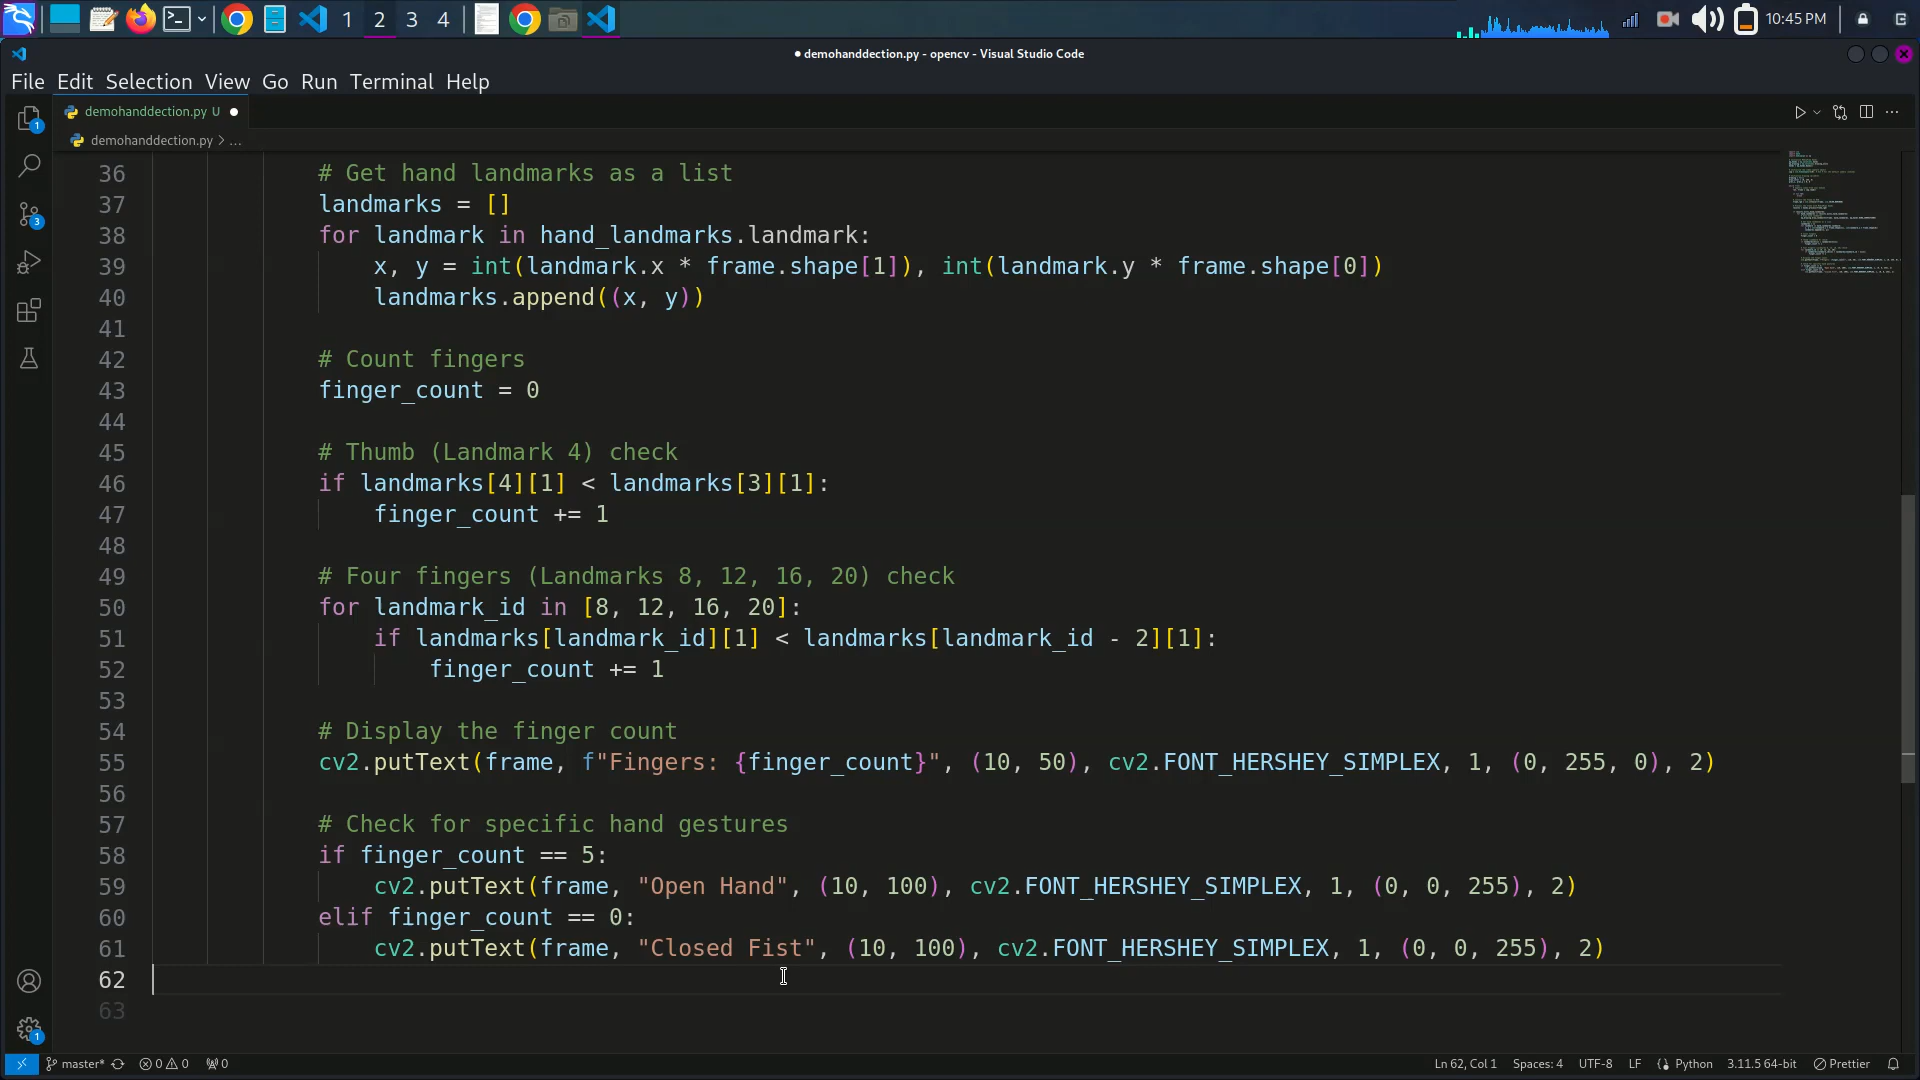 1 2 3 4 10:45 PM
● demohanddection.py - opencv - Visual Studio Code
File Edit Selection View Go Run Terminal Help
demohanddection.py U ●
demohanddection.py > ...
36 # Get hand landmarks as a list
37 landmarks = []
38 for landmark in hand_landmarks.landmark:
39 x, y = int(landmark.x * frame.shape[1]), int(landmark.y * frame.shape[0])
40 landmarks.append((x, y))
41
42 # Count fingers
43 finger_count = 0
44
45 # Thumb (Landmark 4) check
46 if landmarks[4][1] < landmarks[3][1]:
47 finger_count += 1
48
49 # Four fingers (Landmarks 8, 12, 16, 20) check
50 for landmark_id in [8, 12, 16, 20]:
51 if landmarks[landmark_id][1] < landmarks[landmark_id - 2][1]:
52 finger_count += 1
53
54 # Display the finger count
55 cv2.putText(frame, f"Fingers: {finger_count}", (10, 50), cv2.FONT_HERSHEY_SIMPLEX, 1, (0, 255, 0), 2)
56
57 # Check for specific hand gestures
58 if finger_count == 5:
59 cv2.putText(frame, "Open Hand", (10, 100), cv2.FONT_HERSHEY_SIMPLEX, 1, (0, 0, 255), 2)
60 elif finger_count == 0:
61 cv2.putText(frame, "Closed Fist", (10, 100), cv2.FONT_HERSHEY_SIMPLEX, 1, (0, 0, 255), 2)
62
63
1
3
1
master* 0 0 0 Ln 62, Col 1 Spaces: 4 UTF-8 LF Python 3.11.5 64-bit Prettier